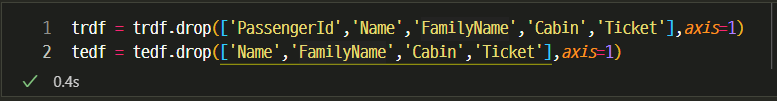 1 trdf = trdf.drop(['PassengerId','Name','FamilyName','Cabin','Ticket'],axis=1)
2 tedf = tedf.drop(['Name','FamilyName','Cabin','Ticket'],axis=1)
0.4s